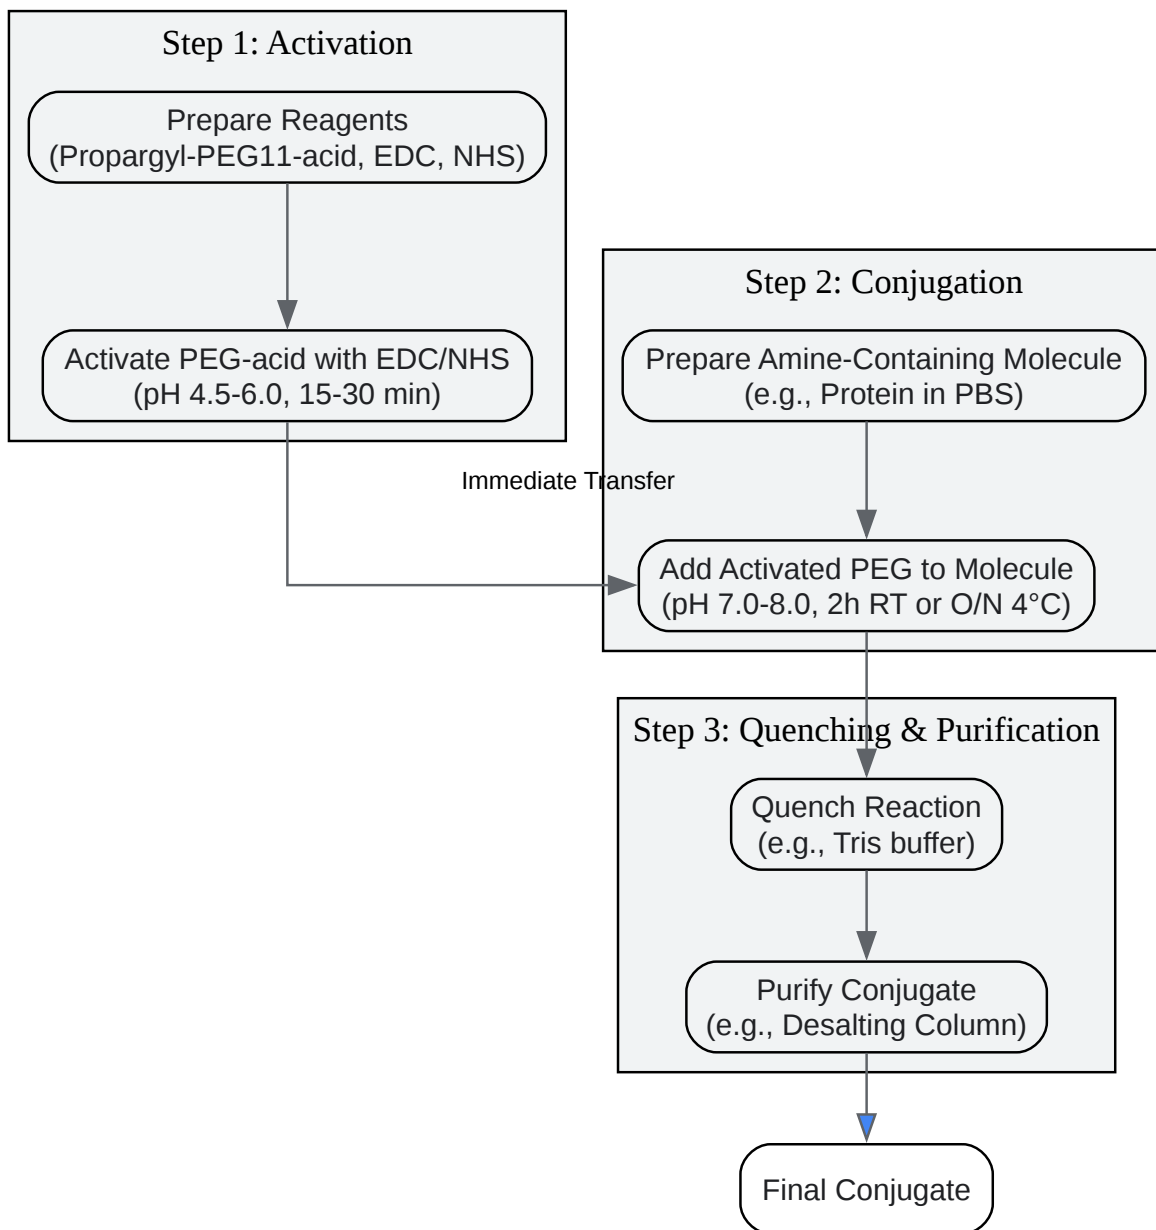 Step 1: Activation
Prepare Reagents
(Propargyl-PEG11-acid, EDC, NHS)
Activate PEG-acid with EDC/NHS
(pH 4.5-6.0, 15-30 min)
Immediate Transfer
Step 2: Conjugation
Prepare Amine-Containing Molecule
(e.g., Protein in PBS)
Add Activated PEG to Molecule
(pH 7.0-8.0, 2h RT or O/N 4°C)
Step 3: Quenching & Purification
Quench Reaction
(e.g., Tris buffer)
Purify Conjugate
(e.g., Desalting Column)
Final Conjugate